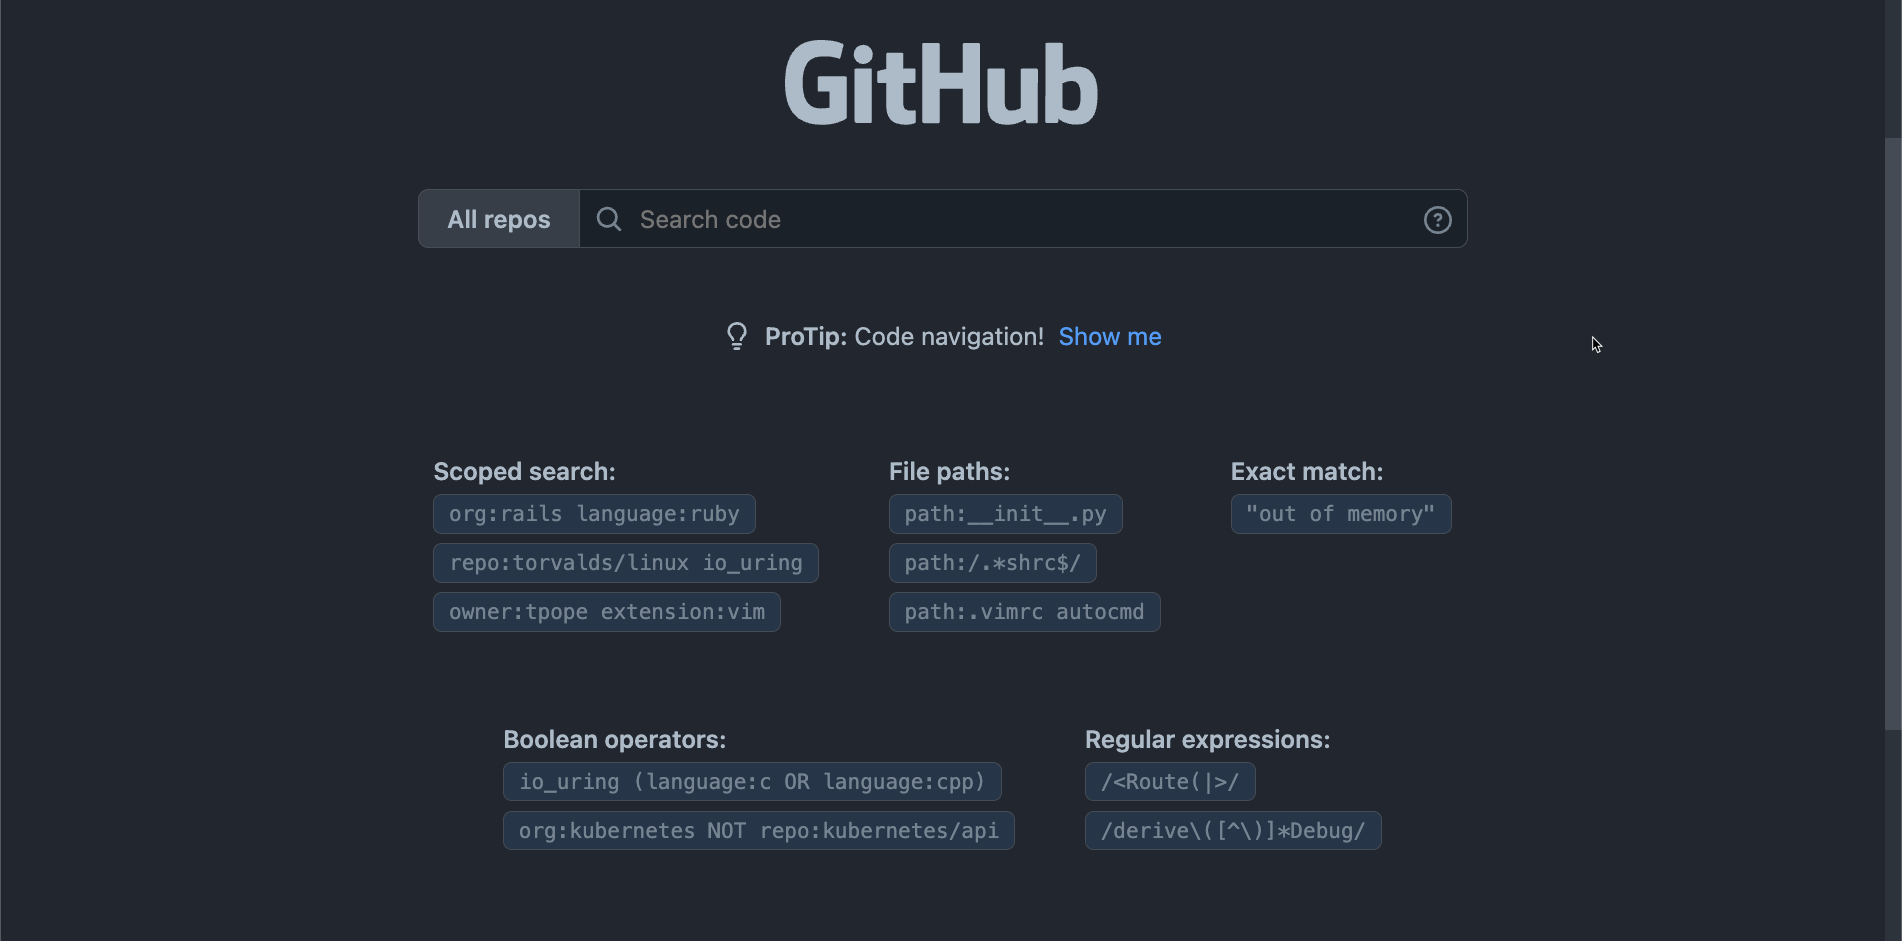 GitHub
All repos Search code
ProTip: Code navigation! Show me
Scoped search:
org:rails language:ruby
repo:torvalds/linux io_uring
owner:tpope extension:vim
File paths:
path:__init__.py
path:/.*shrc$/
path:.vimrc autocmd
Exact match:
"out of memory"
Boolean operators:
io_uring (language:c OR language:cpp)
org:kubernetes NOT repo:kubernetes/api
Regular expressions:
/<Route(|>/
/derive\([^\)]*Debug/